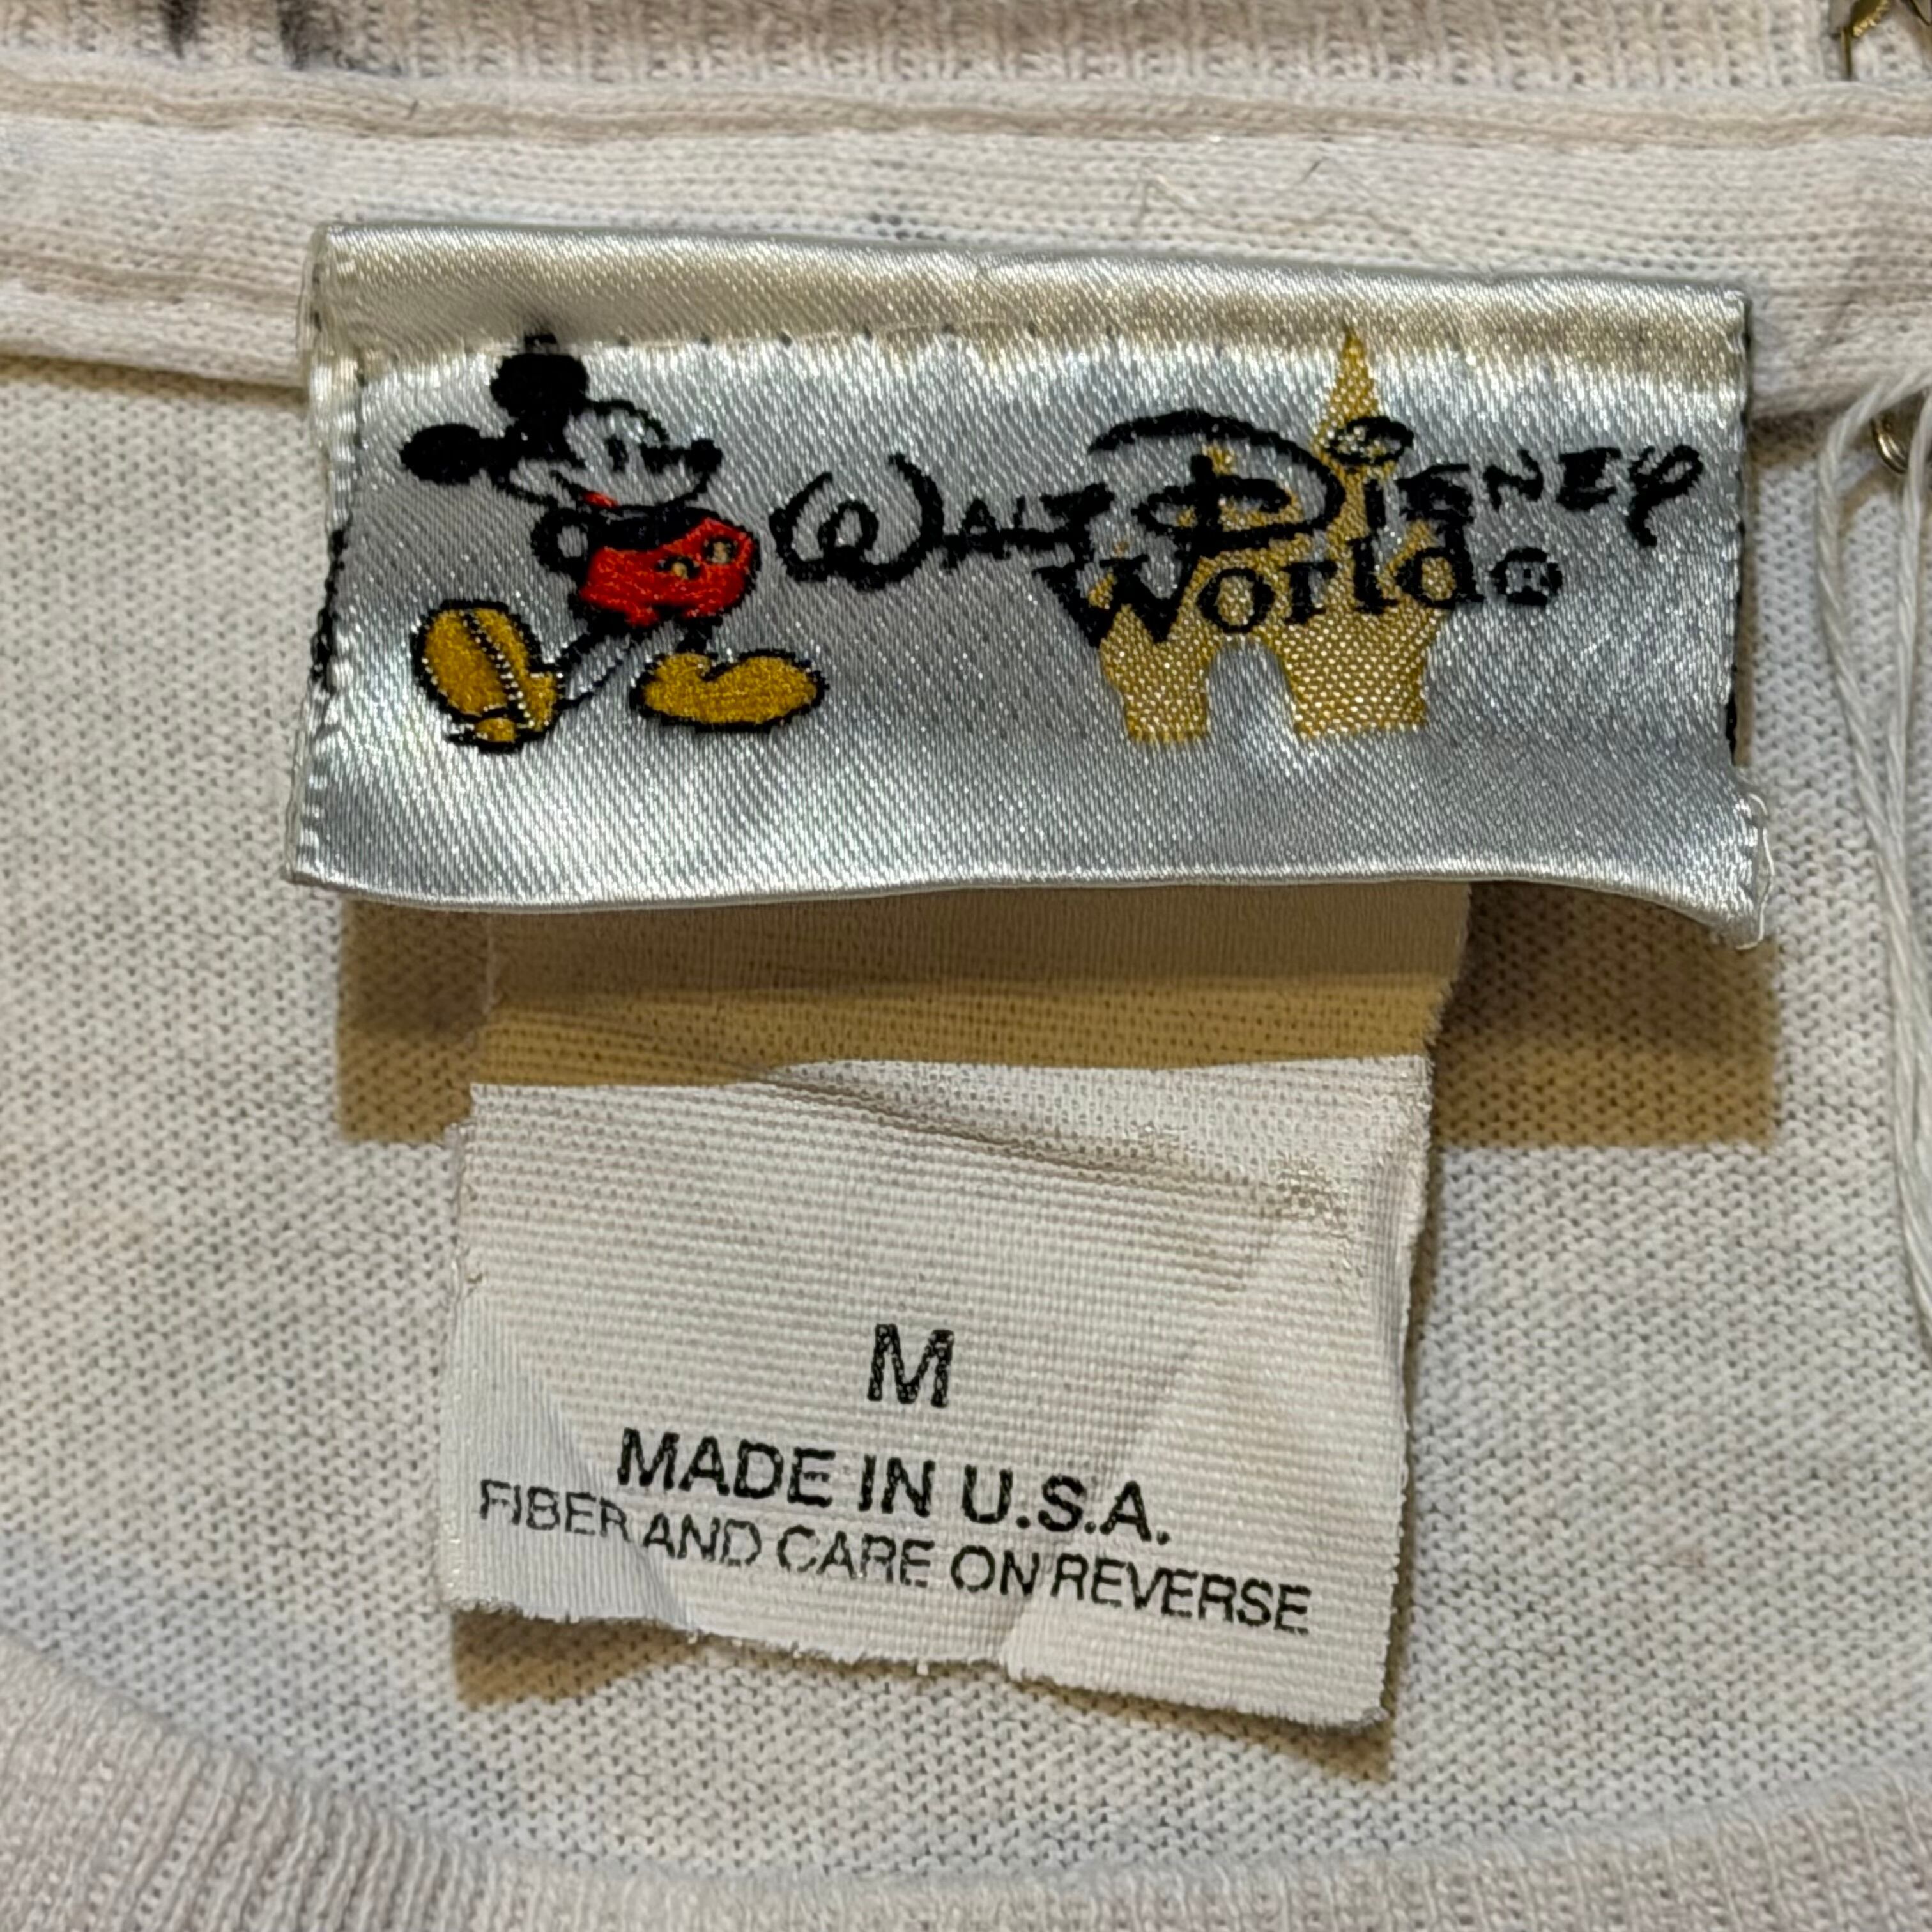 WALT DISNEY
World®
M
MADE IN U.S.A.
FIBER AND CARE ON REVERSE